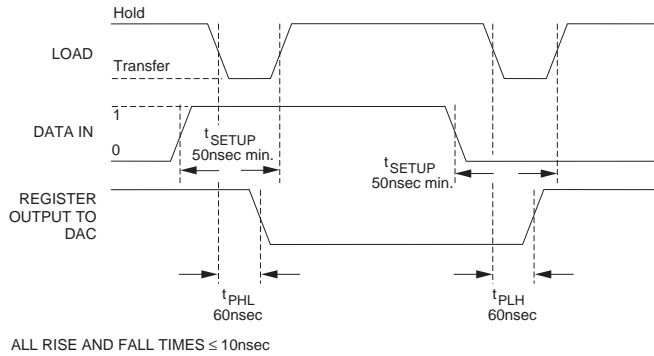 Hold
LOAD
Transfer
1
DATA IN
0
tSETUP
50nsec min.
tSETUP
50nsec min.
REGISTER
OUTPUT TO
DAC
tPHL
60nsec
tPLH
60nsec
ALL RISE AND FALL TIMES ≤ 10nsec